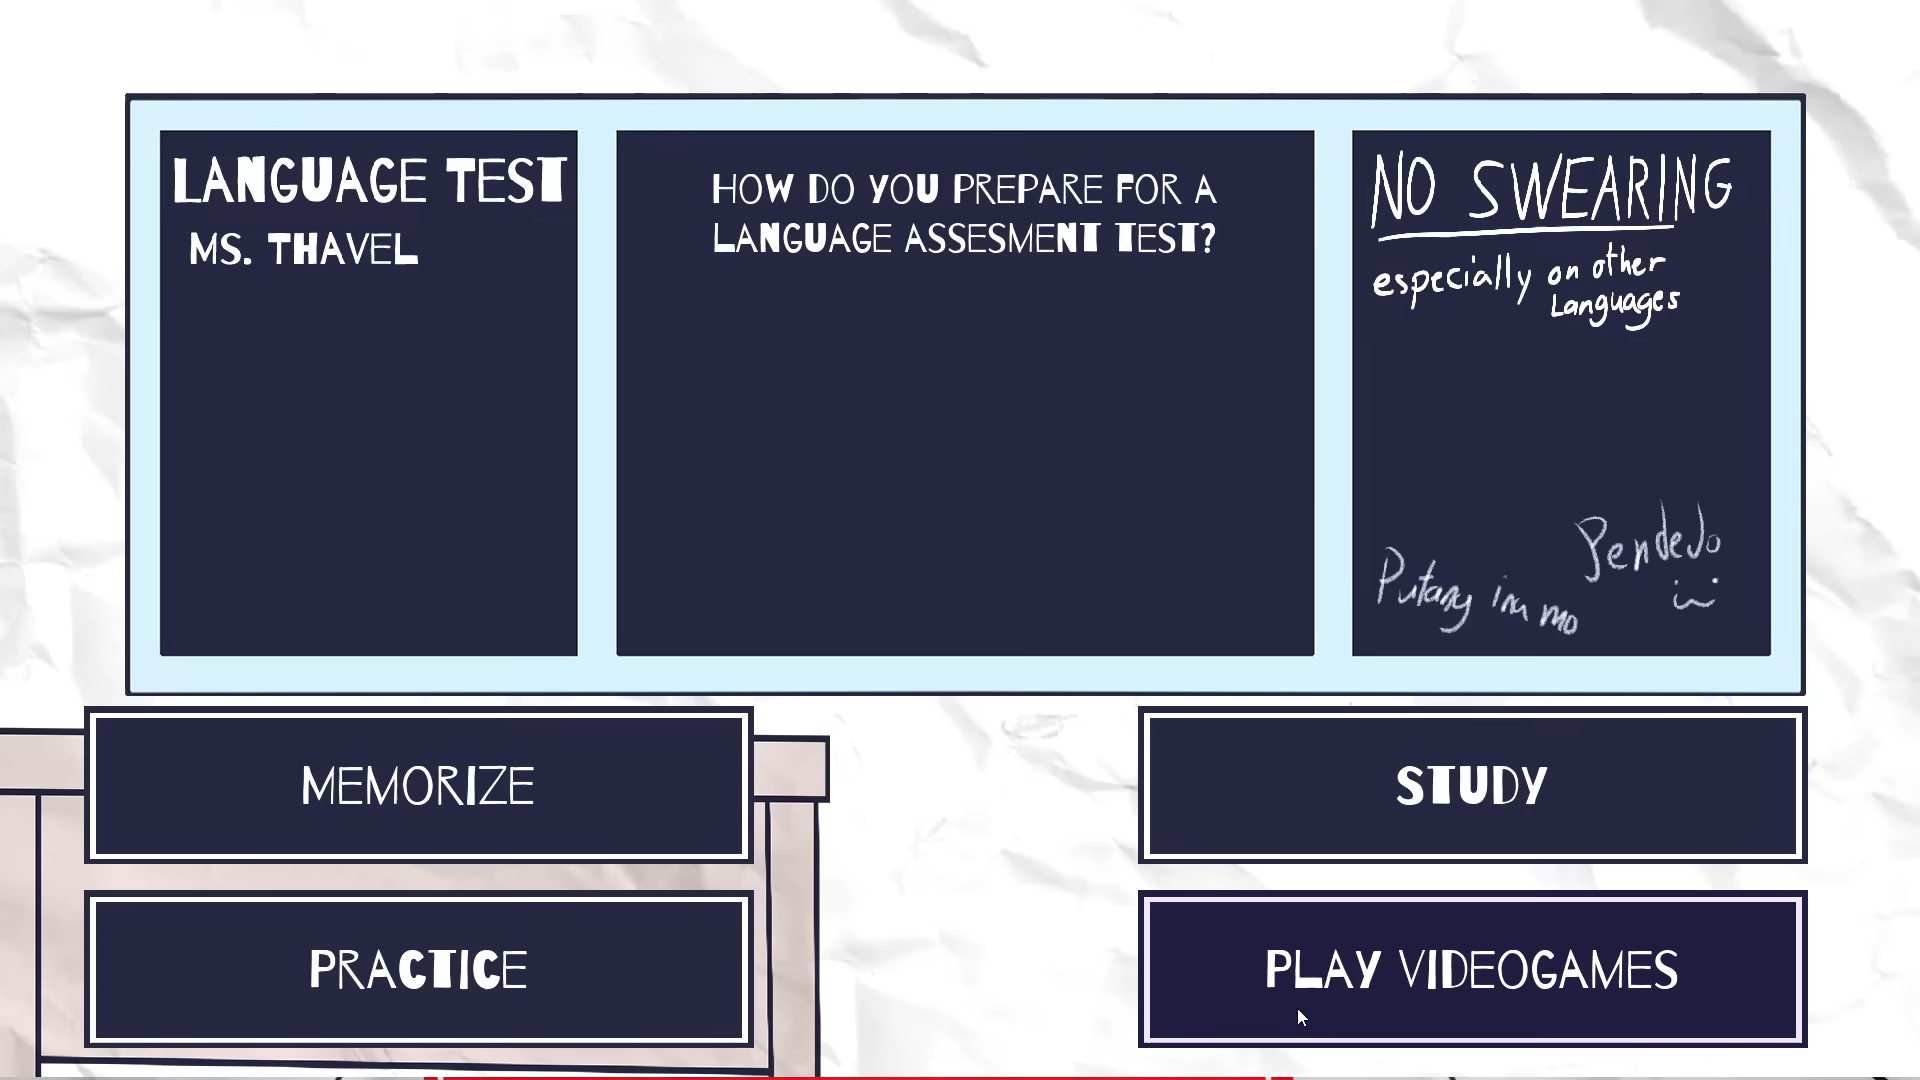 LANGUAGE TEST
MS. THAVEL
HOW DO YOU PREPARE FOR A
LANGUAGE ASSESMENT TEST?
NO SWEARING
especially on other
Languages
Pendejo
Putang ina mo
MEMORIZE
STUDY
PRACTICE
PLAY VIDEOGAMES